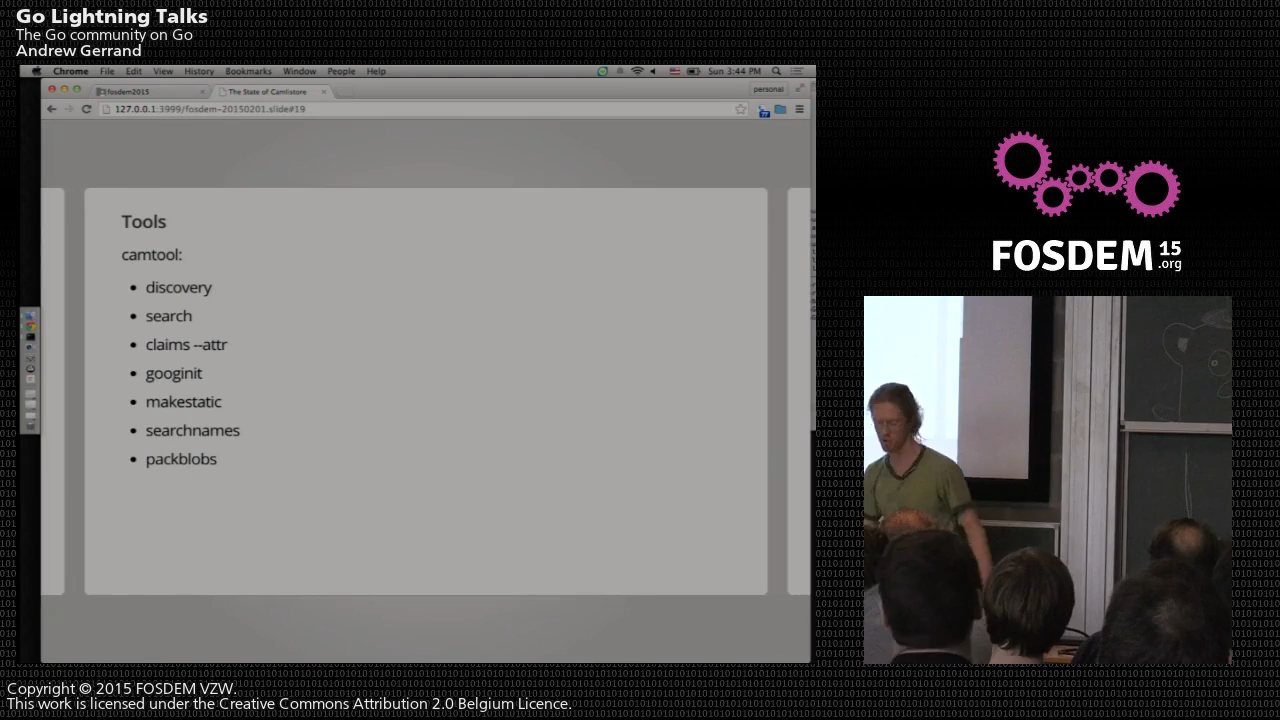 Go Lightning Talks
The Go community on Go
Andrew Gerrand
Chrome File Edit View History Bookmarks Window People Help
Sun 3:44 PM
fosdem2015
The State of Camlistore
personal
127.0.0.1:3999/fosdem-20150201.slide#19
Tools
camtool:
discovery
search
claims --attr
googinit
makestatic
searchnames
packblobs
FOSDEM 15
.org
Copyright © 2015 FOSDEM VZW.
This work is licensed under the Creative Commons Attribution 2.0 Belgium Licence.